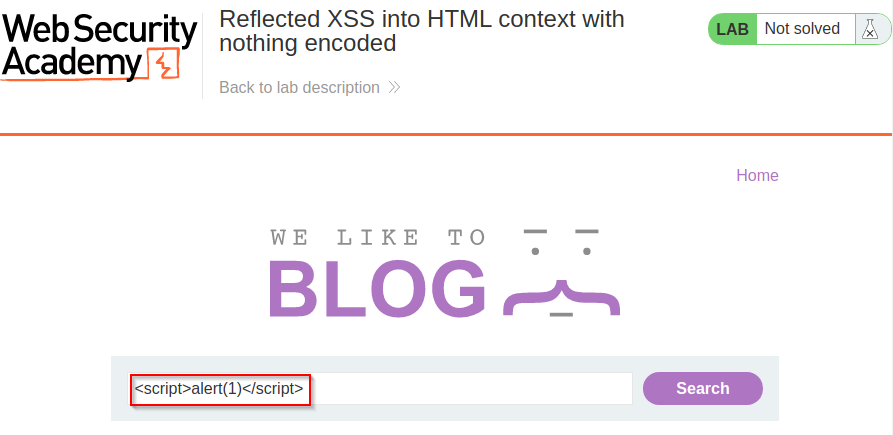 Web Security
Academy
Reflected XSS into HTML context with
nothing encoded
Back to lab description
LAB Not solved
Home
WE LIKE TO
BLOG
<script>alert(1)</script>
Search